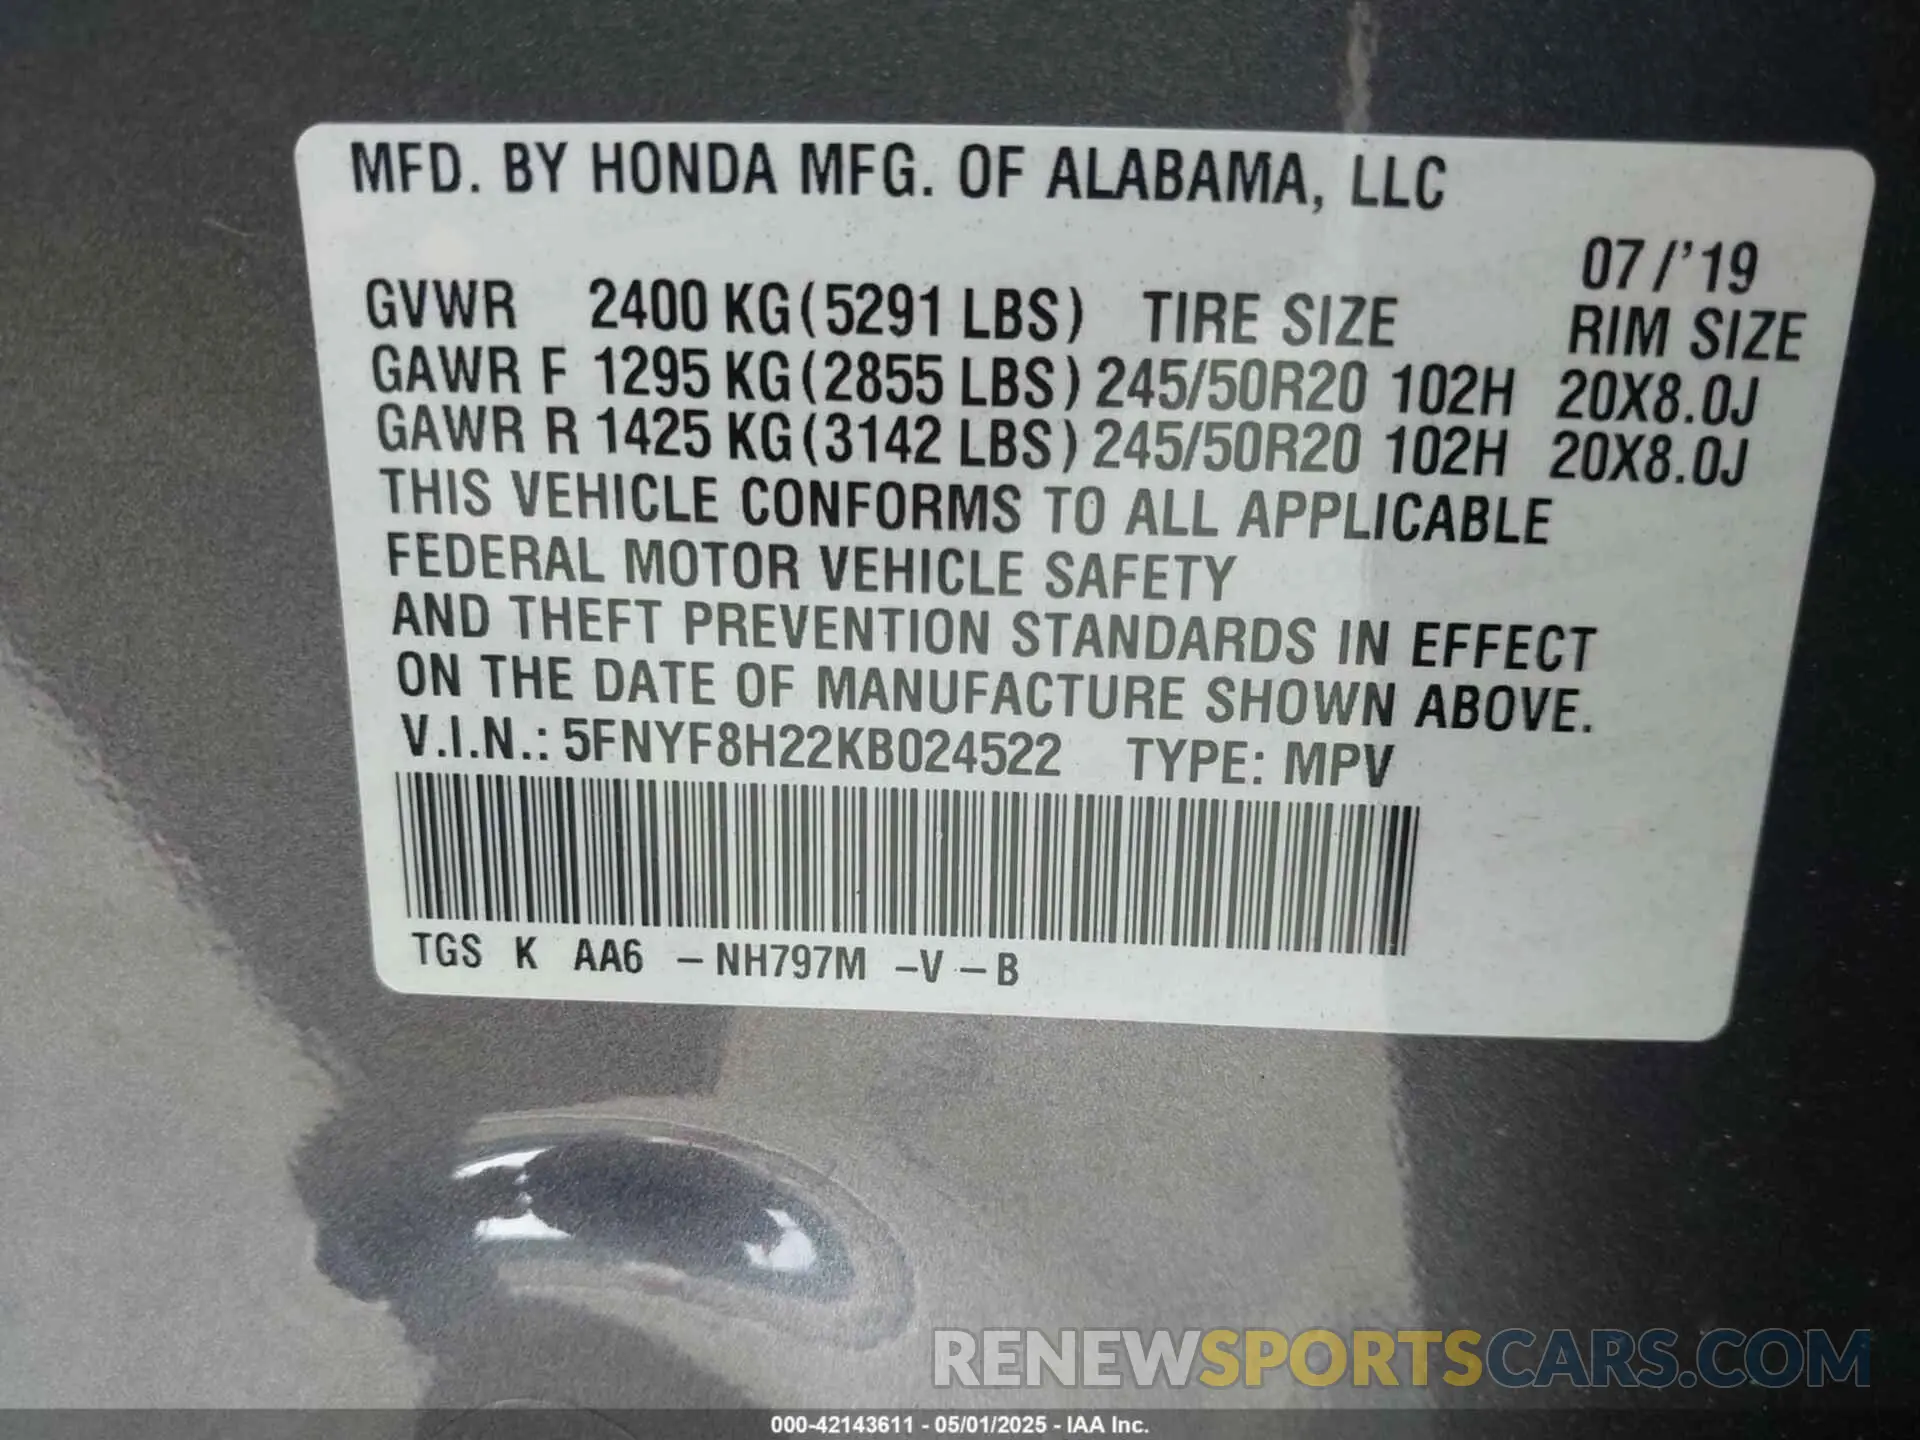 MFD. BY HONDA MFG. OF ALABAMA, LLC
07/'19
GVWR 2400 KG(5291 LBS) TIRE SIZE RIM SIZE
GAWR F 1295 KG(2855 LBS) 245/50R20 102H 20X8.0J
GAWR R 1425 KG(3142 LBS) 245/50R20 102H 20X8.0J
THIS VEHICLE CONFORMS TO ALL APPLICABLE
FEDERAL MOTOR VEHICLE SAFETY
AND THEFT PREVENTION STANDARDS IN EFFECT
ON THE DATE OF MANUFACTURE SHOWN ABOVE.
V.I.N.: 5FNYF8H22KB024522 TYPE: MPV
TGS K AA6 -NH797M -V-B
RENEWSPORTSCARS.COM
000-42143611 - 05/01/2025 - IAA Inc.